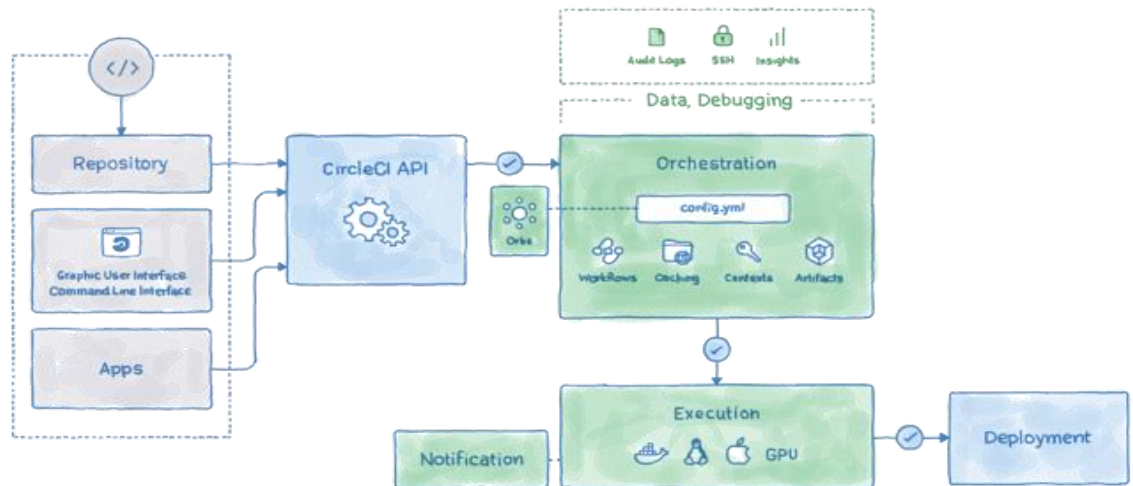 </>
Repository
Graphic User Interface
Command Line Interface
Apps
CircleCI API
Audit Logs
SSH
Insights
Data, Debugging
Orchestration
config.yml
Orbs
Workflows
Caching
Contexts
Artifacts
Execution
GPU
Notification
Deployment